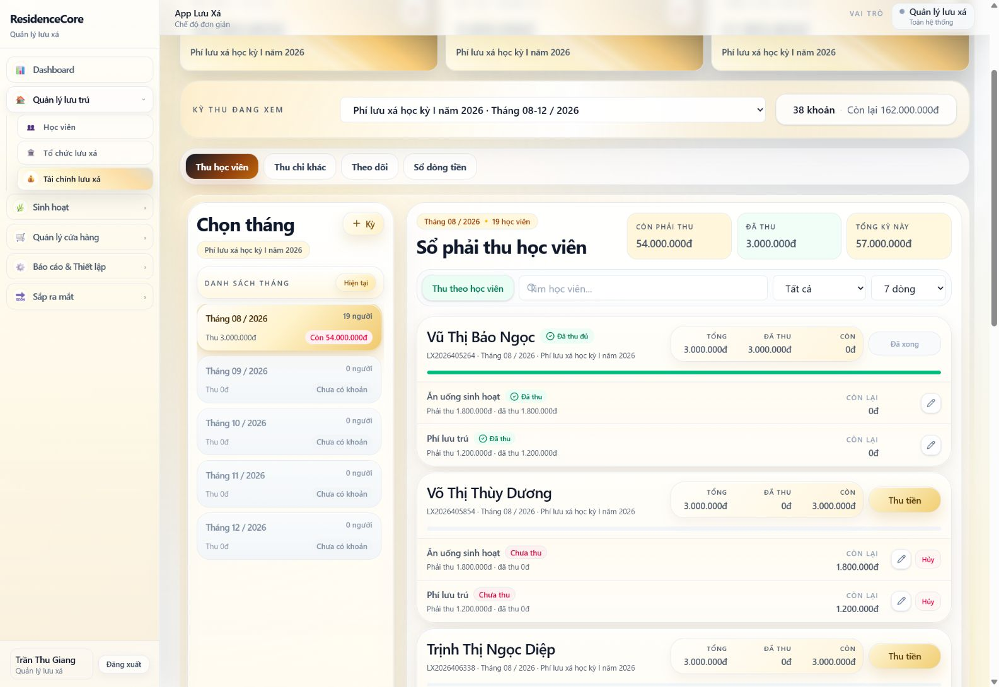 ResidenceCore
Quản lý lưu xá
Dashboard
Quản lý lưu trú
Học viên
Tổ chức lưu xá
Tài chính lưu xá
Sinh hoạt
Quản lý cửa hàng
Báo cáo & Thiết lập
SOON
Sắp ra mắt
Trần Thu Giang
Quản lý lưu xá
Đăng xuất
App Lưu Xá
Chế độ đơn giản
VAI TRÒ
Quản lý lưu xá
Toàn hệ thống
Phí lưu xá học kỳ I năm 2026
Phí lưu xá học kỳ I năm 2026
Phí lưu xá học kỳ I năm 2026
KỲ THU ĐANG XEM
Phí lưu xá học kỳ I năm 2026 · Tháng 08-12 / 2026
38 khoản · Còn lại 162.000.000đ
Thu học viên
Thu chi khác
Theo dõi
Sổ dòng tiền
Chọn tháng
+ Kỳ
Phí lưu xá học kỳ I năm 2026
DANH SÁCH THÁNG
Hiện tại
Tháng 08 / 2026
19 người
Thu 3.000.000đ
Còn 54.000.000đ
Tháng 09 / 2026
0 người
Thu 0đ
Chưa có khoản
Tháng 10 / 2026
0 người
Thu 0đ
Chưa có khoản
Tháng 11 / 2026
0 người
Thu 0đ
Chưa có khoản
Tháng 12 / 2026
0 người
Thu 0đ
Chưa có khoản
Tháng 08 / 2026 • 19 học viên
Sổ phải thu học viên
CÒN PHẢI THU
54.000.000đ
ĐÃ THU
3.000.000đ
TỔNG KỲ NÀY
57.000.000đ
Thu theo học viên
Tìm học viên...
Tất cả
7 dòng
Vũ Thị Bảo Ngọc
Đã thu đủ
LX2026405264 · Tháng 08 / 2026 · Phí lưu xá học kỳ I năm 2026
TỔNG
3.000.000đ
ĐÃ THU
3.000.000đ
CÒN
0đ
Đã xong
Ăn uống sinh hoạt
Đã thu
Phải thu 1.800.000đ · đã thu 1.800.000đ
CÒN LẠI
0đ
Phí lưu trú
Đã thu
Phải thu 1.200.000đ · đã thu 1.200.000đ
CÒN LẠI
0đ
Võ Thị Thùy Dương
LX2026405854 · Tháng 08 / 2026 · Phí lưu xá học kỳ I năm 2026
TỔNG
3.000.000đ
ĐÃ THU
0đ
CÒN
3.000.000đ
Thu tiền
Ăn uống sinh hoạt
Chưa thu
Phải thu 1.800.000đ · đã thu 0đ
CÒN LẠI
1.800.000đ
Hủy
Phí lưu trú
Chưa thu
Phải thu 1.200.000đ · đã thu 0đ
CÒN LẠI
1.200.000đ
Hủy
Trịnh Thị Ngọc Diệp
LX2026406338 · Tháng 08 / 2026 · Phí lưu xá học kỳ I năm 2026
TỔNG
3.000.000đ
ĐÃ THU
0đ
CÒN
3.000.000đ
Thu tiền